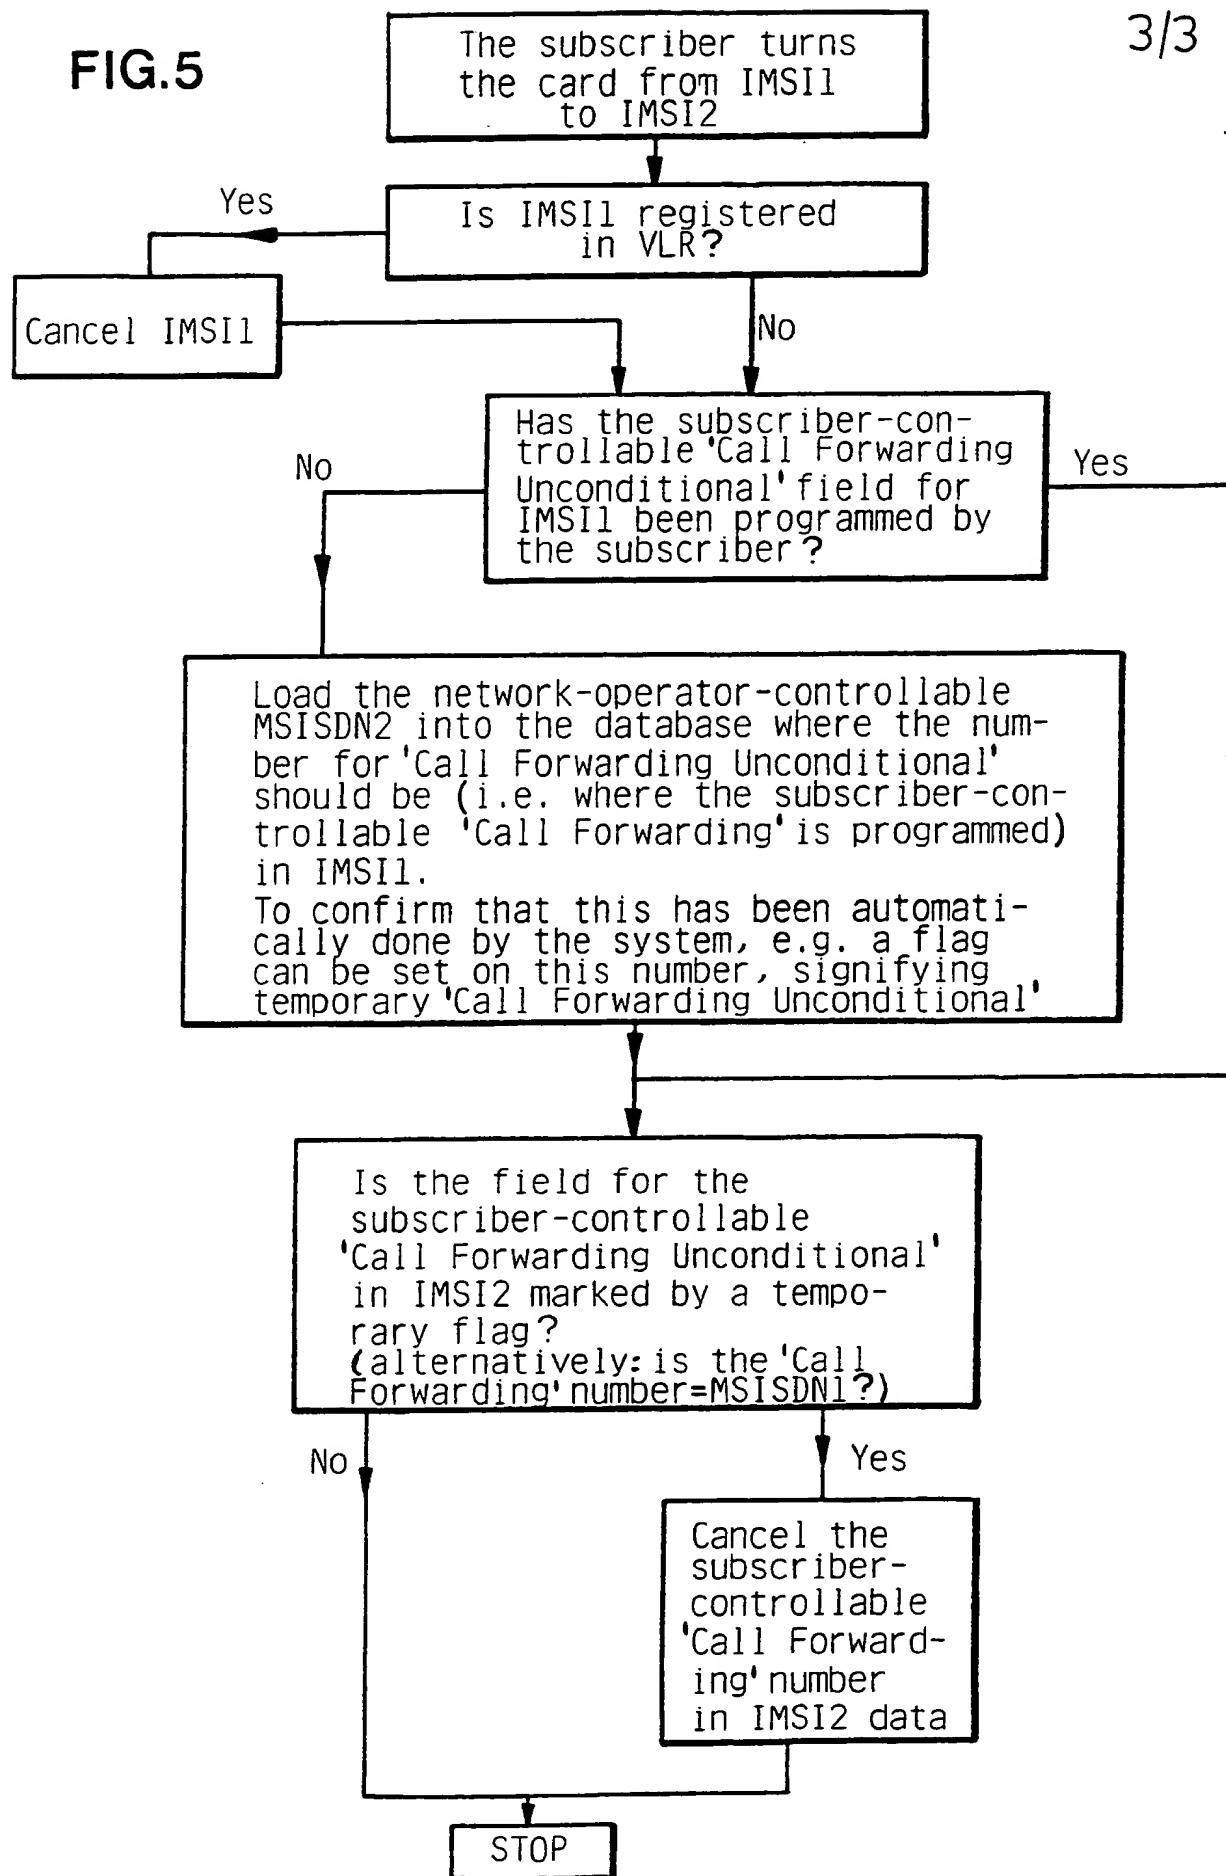 3/3
FIG.5
The subscriber turns
the card from IMSI1
to IMSI2
Yes
Is IMSI1 registered
in VLR?
Cancel IMSI1
No
Has the subscriber-con-
trollable 'Call Forwarding
Unconditional' field for
IMSI1 been programmed by
the subscriber?
No
Yes
Load the network-operator-controllable
MSISDN2 into the database where the num-
ber for 'Call Forwarding Unconditional'
should be (i.e. where the subscriber-con-
trollable 'Call Forwarding' is programmed)
in IMSI1.
To confirm that this has been automati-
cally done by the system, e.g. a flag
can be set on this number, signifying
temporary 'Call Forwarding Unconditional'
Is the field for the
subscriber-controllable
'Call Forwarding Unconditional'
in IMSI2 marked by a tempo-
rary flag?
(alternatively: is the 'Call
Forwarding' number=MSISDN1?)
No
Yes
Cancel the
subscriber-
controllable
'Call Forward-
ing' number
in IMSI2 data
STOP